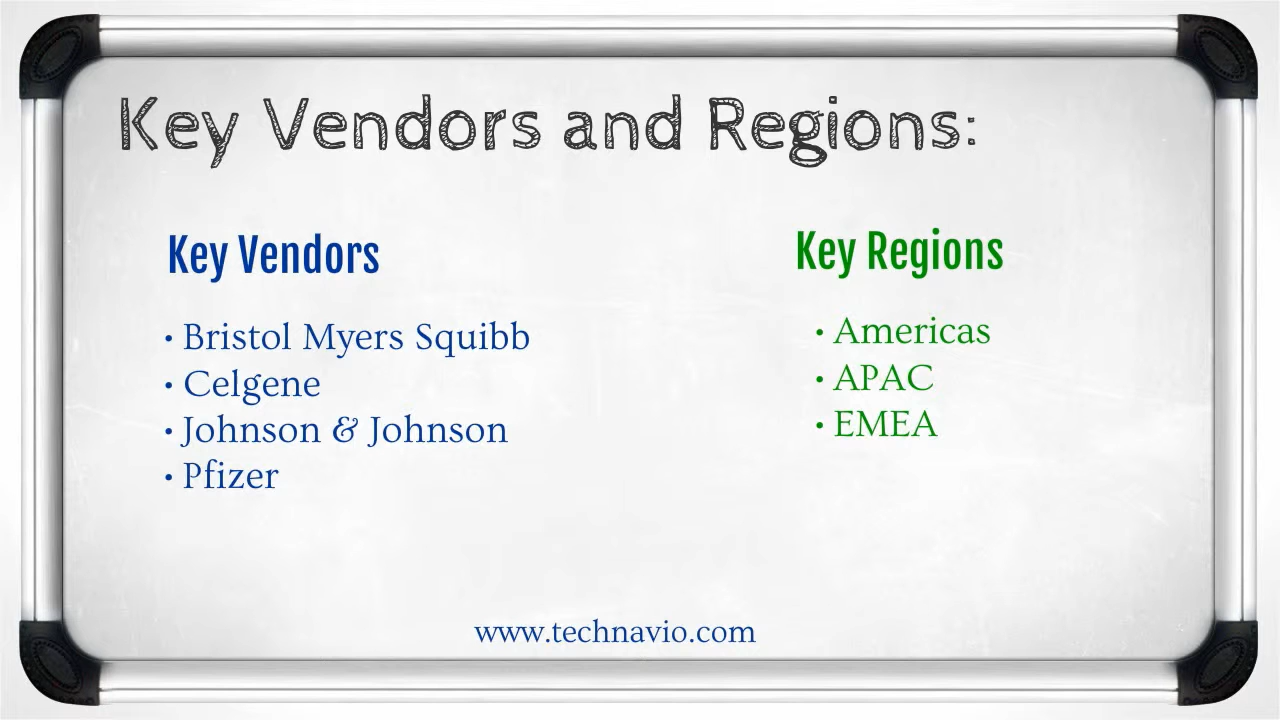 Key Vendors and Regions:
Key Vendors
• Bristol Myers Squibb
• Celgene
• Johnson & Johnson
• Pfizer
Key Regions
• Americas
• APAC
• EMEA
www.technavio.com